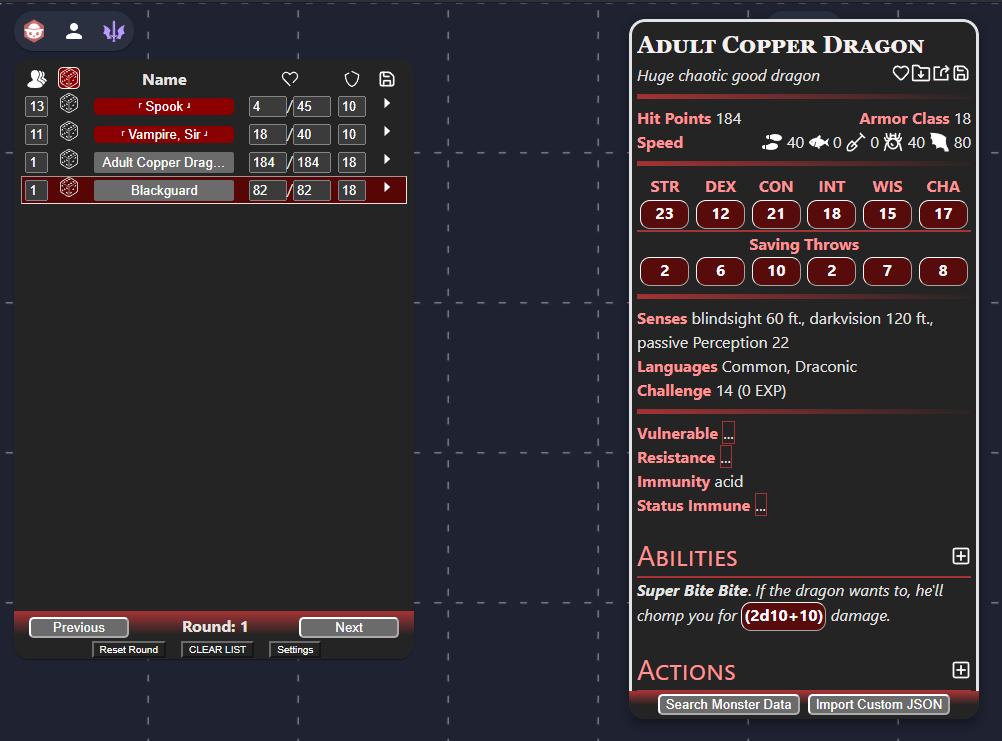 Name
13 ⌜ Spook ⌟ 4 / 45 10
11 ⌜ Vampire, Sir ⌟ 18 / 40 10
1 Adult Copper Drag... 184 / 184 18
1 Blackguard 82 / 82 18
Previous Round: 1 Next
Reset Round CLEAR LIST Settings
Adult Copper Dragon
Huge chaotic good dragon
Hit Points 184 Armor Class 18
Speed 40 0 0 40 80
STR DEX CON INT WIS CHA
23 12 21 18 15 17
Saving Throws
2 6 10 2 7 8
Senses blindsight 60 ft., darkvision 120 ft.,
passive Perception 22
Languages Common, Draconic
Challenge 14 (0 EXP)
Vulnerable ...
Resistance ...
Immunity acid
Status Immune ...
Abilities
Super Bite Bite. If the dragon wants to, he'll
chomp you for (2d10+10) damage.
Actions
Search Monster Data Import Custom JSON